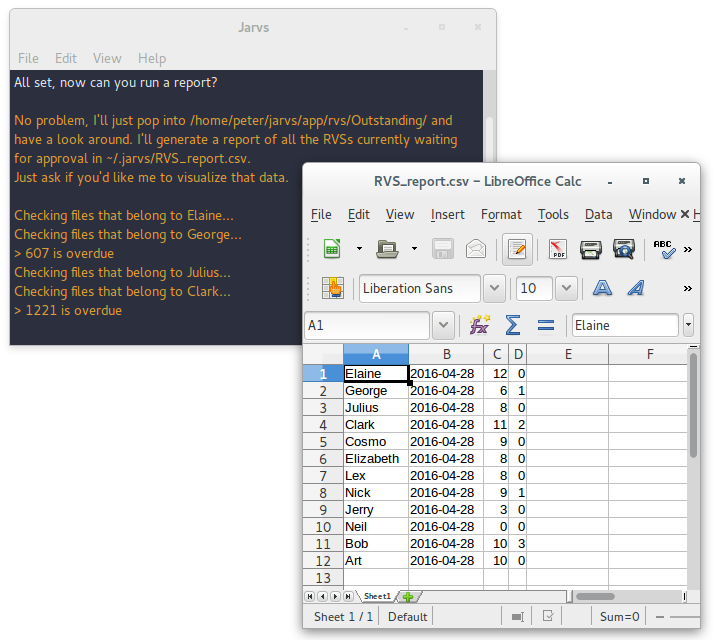 Jarvs
File Edit View Help
All set, now can you run a report?
No problem, I'll just pop into /home/peter/jarvs/app/rvs/Outstanding/ and
have a look around. I'll generate a report of all the RVSs currently waiting
for approval in ~/.jarvs/RVS_report.csv.
Just ask if you'd like me to visualize that data.
Checking files that belong to Elaine...
Checking files that belong to George...
> 607 is overdue
Checking files that belong to Julius...
Checking files that belong to Clark...
> 1221 is overdue
RVS_report.csv – LibreOffice Calc
File Edit View Insert Format Tools Data Window H
PDF ABC »
Liberation Sans 10 A A »
A1 fx Σ = Elaine
A B C D E F
1 Elaine 2016-04-28 12 0
2 George 2016-04-28 6 1
3 Julius 2016-04-28 8 0
4 Clark 2016-04-28 11 2
5 Cosmo 2016-04-28 9 0
6 Elizabeth 2016-04-28 8 0
7 Lex 2016-04-28 8 0
8 Nick 2016-04-28 9 1
9 Jerry 2016-04-28 3 0
10 Neil 2016-04-28 0 0
11 Bob 2016-04-28 10 3
12 Art 2016-04-28 10 0
13
Sheet1
Sheet 1 / 1 Default Sum=0